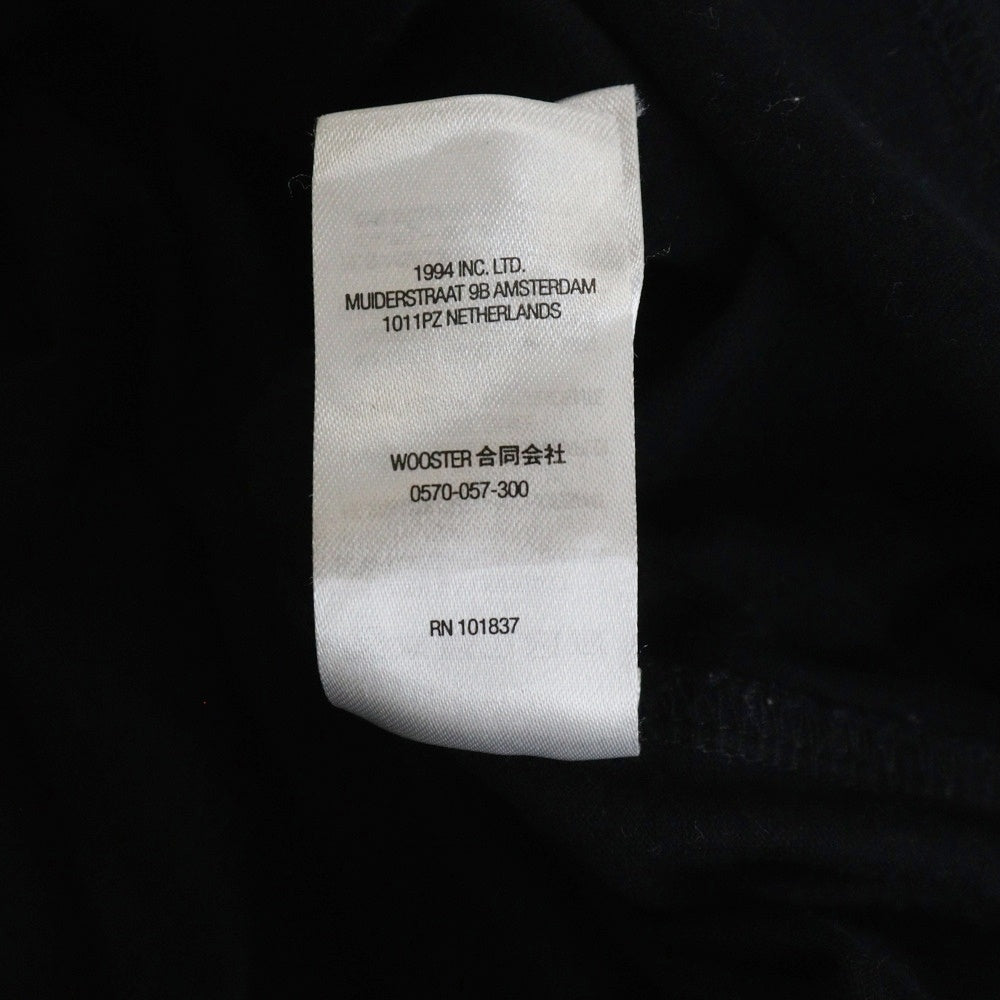 1994 INC. LTD.
MUIDERSTRAAT 9B AMSTERDAM
1011PZ NETHERLANDS
WOOSTER 合同会社
0570-057-300
RN 101837